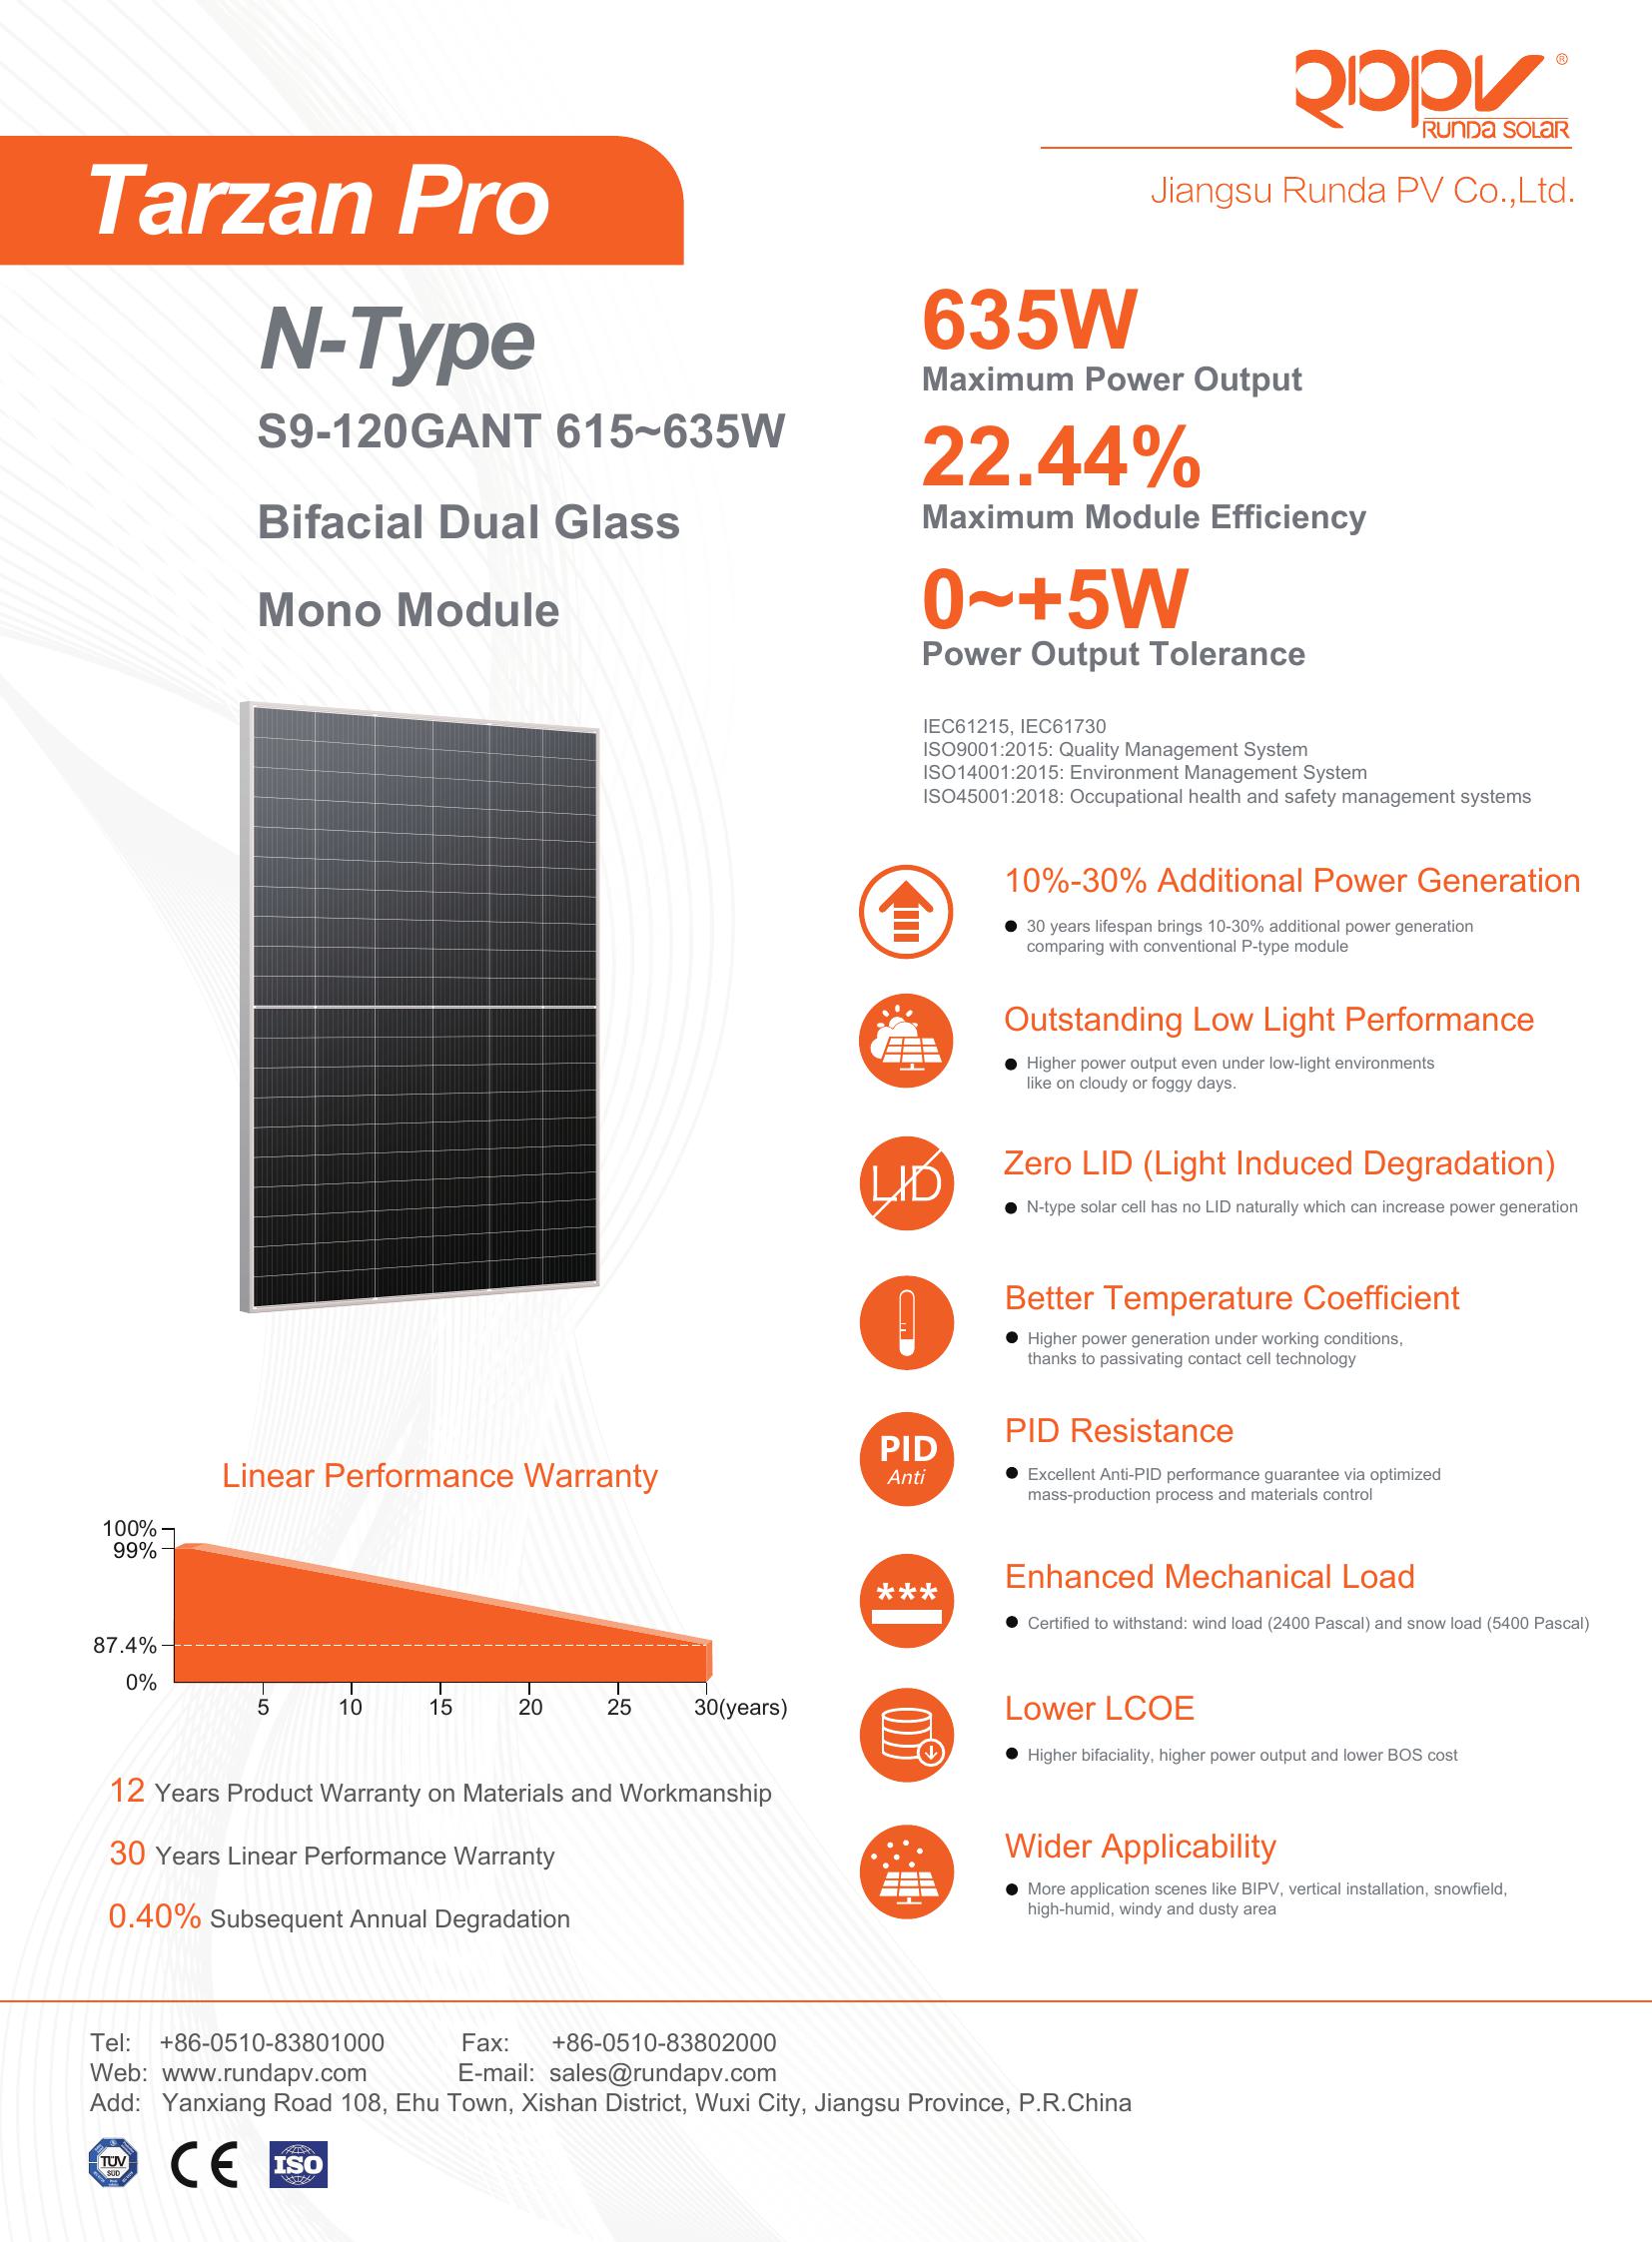 RDPV®
RUNDA SOLAR
Jiangsu Runda PV Co.,Ltd.
Tarzan Pro
N-Type
S9-120GANT 615~635W
Bifacial Dual Glass
Mono Module
635W
Maximum Power Output
22.44%
Maximum Module Efficiency
0~+5W
Power Output Tolerance
IEC61215, IEC61730
ISO9001:2015: Quality Management System
ISO14001:2015: Environment Management System
ISO45001:2018: Occupational health and safety management systems
10%-30% Additional Power Generation
● 30 years lifespan brings 10-30% additional power generation
comparing with conventional P-type module
Outstanding Low Light Performance
● Higher power output even under low-light environments
like on cloudy or foggy days.
LID
Zero LID (Light Induced Degradation)
● N-type solar cell has no LID naturally which can increase power generation
Better Temperature Coefficient
● Higher power generation under working conditions,
thanks to passivating contact cell technology
PID
Anti
PID Resistance
● Excellent Anti-PID performance guarantee via optimized
mass-production process and materials control
***
Enhanced Mechanical Load
● Certified to withstand: wind load (2400 Pascal) and snow load (5400 Pascal)
Lower LCOE
● Higher bifaciality, higher power output and lower BOS cost
Wider Applicability
● More application scenes like BIPV, vertical installation, snowfield,
high-humid, windy and dusty area
Linear Performance Warranty
100%
99%
87.4%
0%
5 10 15 20 25 30(years)
12 Years Product Warranty on Materials and Workmanship
30 Years Linear Performance Warranty
0.40% Subsequent Annual Degradation
Tel: +86-0510-83801000 Fax: +86-0510-83802000
Web: www.rundapv.com E-mail: sales@rundapv.com
Add: Yanxiang Road 108, Ehu Town, Xishan District, Wuxi City, Jiangsu Province, P.R.China
TÜV
SÜD
CE
ISO